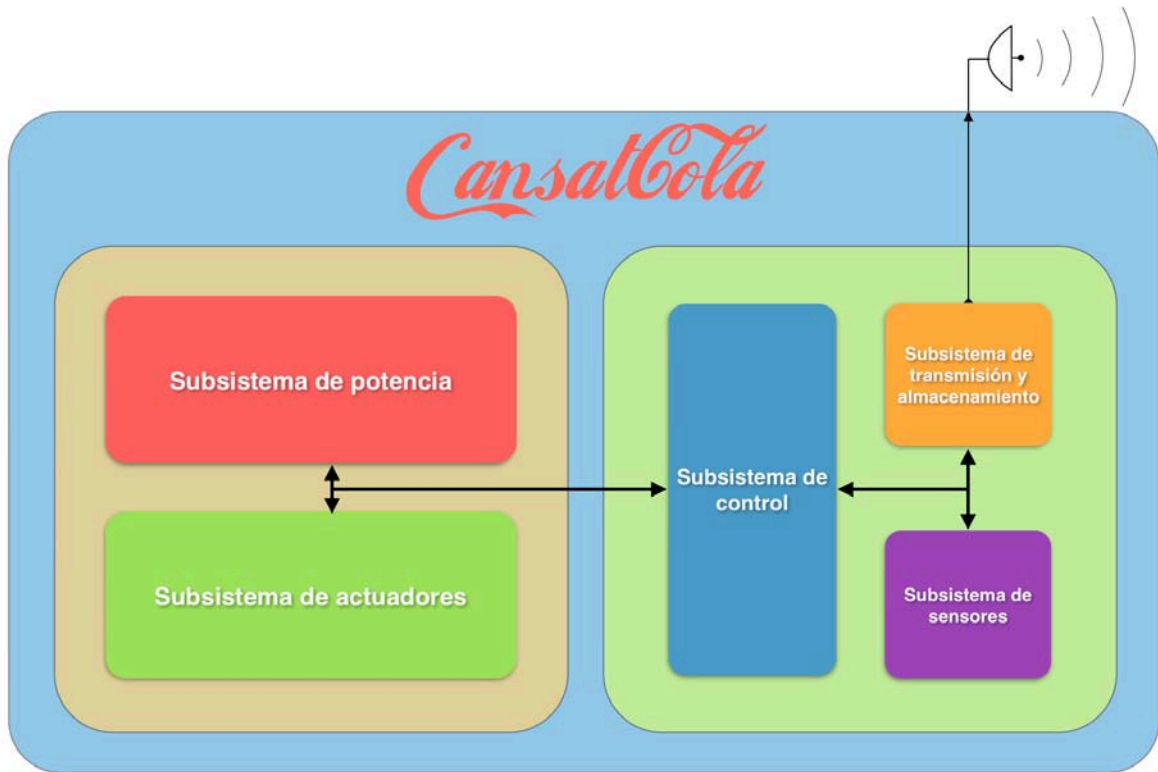 CansatCola
Subsistema de potencia
Subsistema de actuadores
Subsistema de
control
Subsistema de
transmisión y
almacenamiento
Subsistema de
sensores